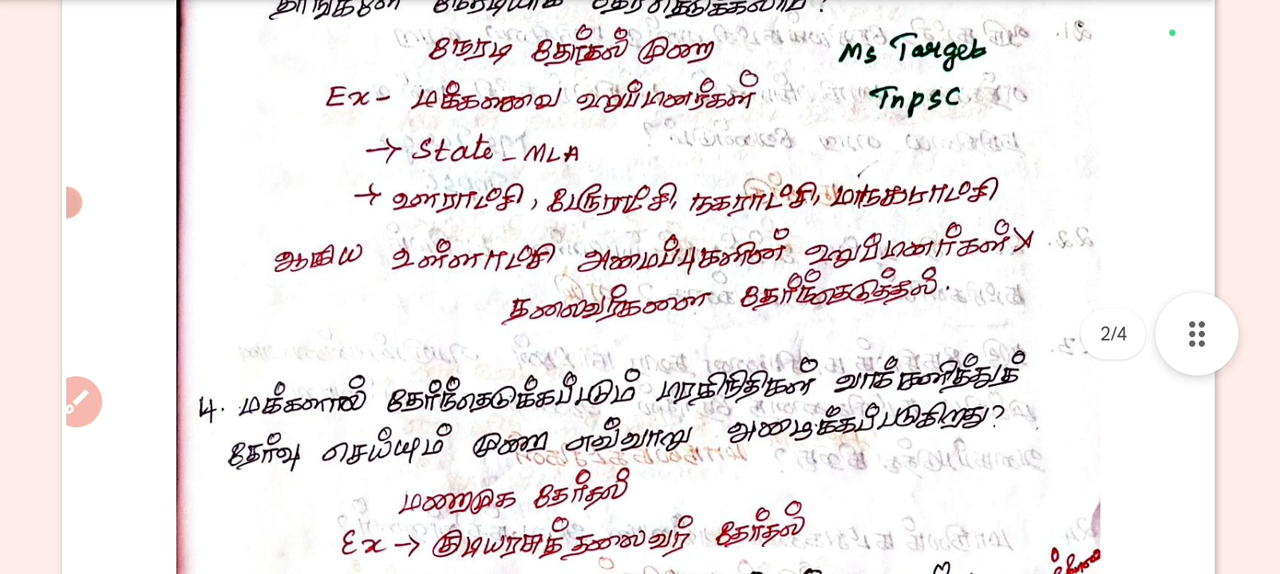 நேரடி தேர்தல் முறை
Ms Target
Ex - மக்களவை உறுப்பினர்கள்
Tnpsc
→ State - MLA
→ ஊராட்சி, பேரூராட்சி, நகராட்சி, மாநகராட்சி
ஆகிய உள்ளாட்சி அமைப்புகளின் உறுப்பினர்கள்
தலைவர்களை தேர்ந்தெடுத்தல்.
2/4
4. மக்களால் தேர்ந்தெடுக்கப்படும் பிரதிநிதிகள் வாக்களித்துத்
தேர்வு செய்யும் முறை எவ்வாறு அழைக்கப்படுகிறது?
மறைமுக தேர்தல்
Ex → குடியரசுத் தலைவர் தேர்தல்